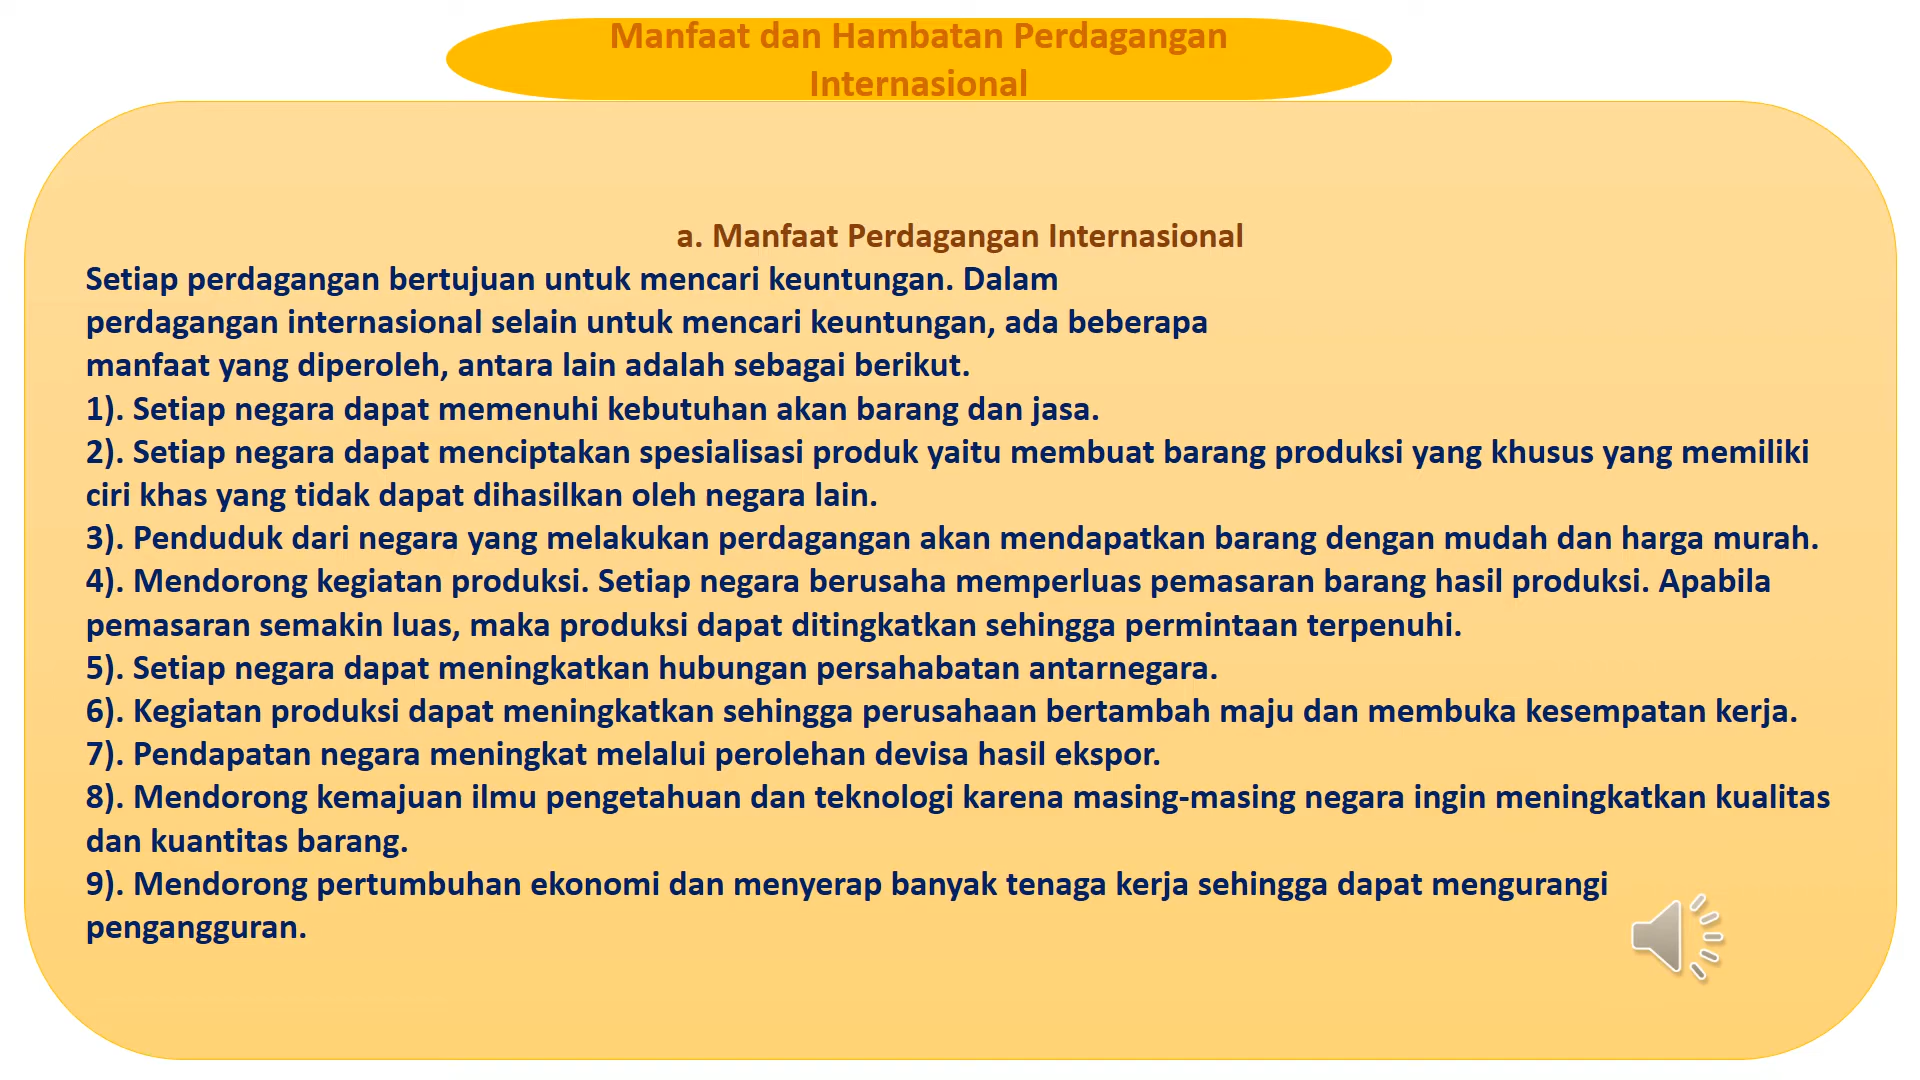 Manfaat dan Hambatan Perdagangan
Internasional
a. Manfaat Perdagangan Internasional
Setiap perdagangan bertujuan untuk mencari keuntungan. Dalam
perdagangan internasional selain untuk mencari keuntungan, ada beberapa
manfaat yang diperoleh, antara lain adalah sebagai berikut.
1). Setiap negara dapat memenuhi kebutuhan akan barang dan jasa.
2). Setiap negara dapat menciptakan spesialisasi produk yaitu membuat barang produksi yang khusus yang memiliki
ciri khas yang tidak dapat dihasilkan oleh negara lain.
3). Penduduk dari negara yang melakukan perdagangan akan mendapatkan barang dengan mudah dan harga murah.
4). Mendorong kegiatan produksi. Setiap negara berusaha memperluas pemasaran barang hasil produksi. Apabila
pemasaran semakin luas, maka produksi dapat ditingkatkan sehingga permintaan terpenuhi.
5). Setiap negara dapat meningkatkan hubungan persahabatan antarnegara.
6). Kegiatan produksi dapat meningkatkan sehingga perusahaan bertambah maju dan membuka kesempatan kerja.
7). Pendapatan negara meningkat melalui perolehan devisa hasil ekspor.
8). Mendorong kemajuan ilmu pengetahuan dan teknologi karena masing-masing negara ingin meningkatkan kualitas
dan kuantitas barang.
9). Mendorong pertumbuhan ekonomi dan menyerap banyak tenaga kerja sehingga dapat mengurangi
pengangguran.